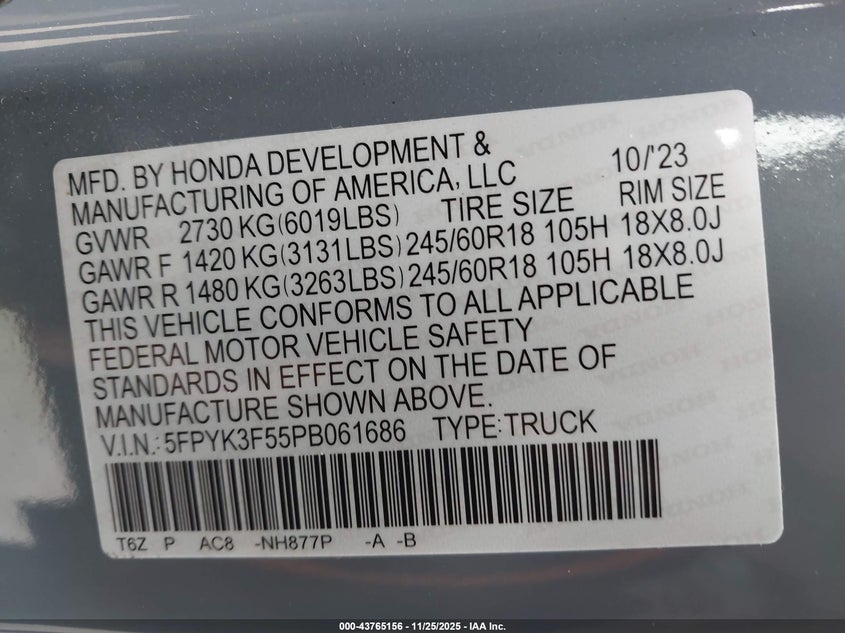 MFD. BY HONDA DEVELOPMENT & 10/'23
MANUFACTURING OF AMERICA, LLC
GVWR 2730 KG(6019LBS) TIRE SIZE RIM SIZE
GAWR F 1420 KG(3131LBS) 245/60R18 105H 18X8.0J
GAWR R 1480 KG(3263LBS) 245/60R18 105H 18X8.0J
THIS VEHICLE CONFORMS TO ALL APPLICABLE
FEDERAL MOTOR VEHICLE SAFETY
STANDARDS IN EFFECT ON THE DATE OF
MANUFACTURE SHOWN ABOVE.
V.I.N.: 5FPYK3F55PB061686 TYPE:TRUCK
T6Z P AC8 -NH877P -A -B
000-43765156 - 11/25/2025 - IAA Inc.